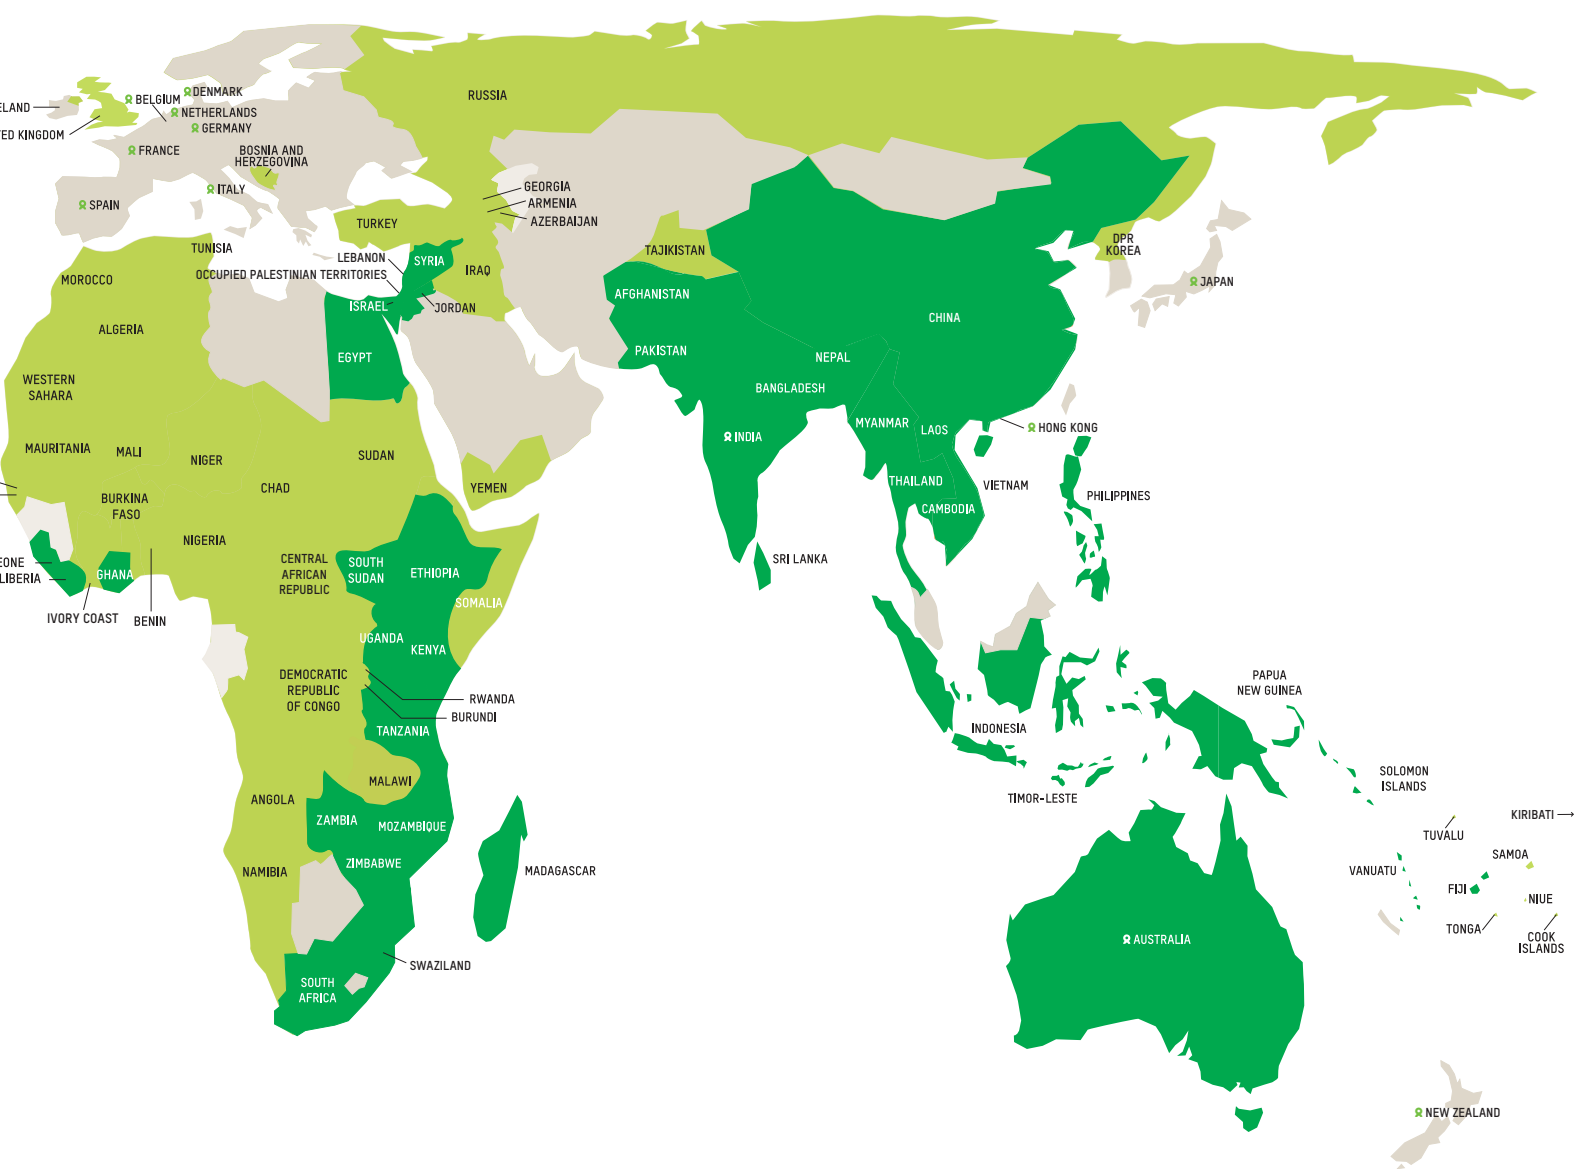 RUSSIA
DENMARK
BELGIUM
NETHERLANDS
GERMANY
ELAND
TED KINGDOM
FRANCE
BOSNIA AND
HERZEGOVINA
ITALY
SPAIN
GEORGIA
ARMENIA
AZERBAIJAN
TURKEY
TUNISIA
LEBANON
SYRIA
OCCUPIED PALESTINIAN TERRITORIES
IRAQ
TAJIKISTAN
DPR
KOREA
JAPAN
MOROCCO
ISRAEL
JORDAN
AFGHANISTAN
CHINA
ALGERIA
EGYPT
PAKISTAN
NEPAL
WESTERN
SAHARA
BANGLADESH
MYANMAR
LAOS
HONG KONG
INDIA
MAURITANIA
MALI
NIGER
SUDAN
CHAD
YEMEN
THAILAND
VIETNAM
PHILIPPINES
BURKINA
FASO
CAMBODIA
NIGERIA
CENTRAL
AFRICAN
REPUBLIC
SOUTH
SUDAN
ETHIOPIA
SRI LANKA
EONE
LIBERIA
GHANA
SOMALIA
IVORY COAST
BENIN
UGANDA
KENYA
DEMOCRATIC
REPUBLIC
OF CONGO
RWANDA
BURUNDI
TANZANIA
PAPUA
NEW GUINEA
INDONESIA
MALAWI
ANGOLA
TIMOR-LESTE
SOLOMON
ISLANDS
ZAMBIA
MOZAMBIQUE
KIRIBATI
TUVALU
SAMOA
ZIMBABWE
NAMIBIA
MADAGASCAR
VANUATU
FIJI
NIUE
TONGA
COOK
ISLANDS
AUSTRALIA
SWAZILAND
SOUTH
AFRICA
NEW ZEALAND